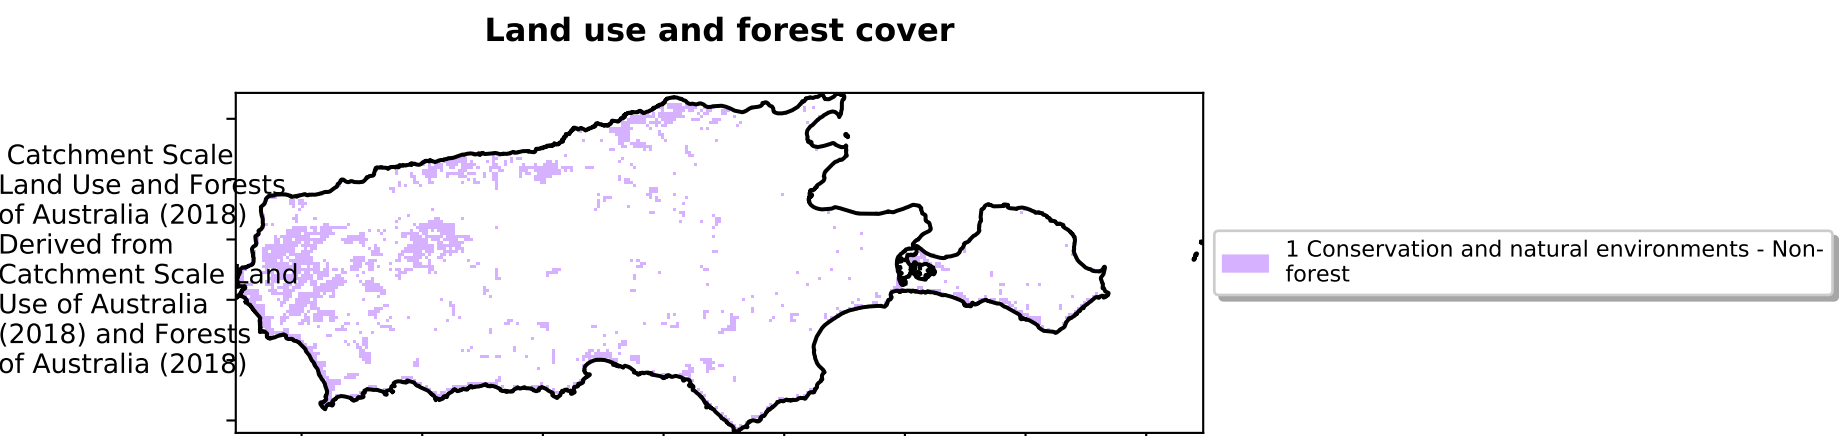 Land use and forest cover
Catchment Scale
Land Use and Forests
of Australia (2018)
Derived from
Catchment Scale Land
Use of Australia
(2018) and Forests
of Australia (2018)
1 Conservation and natural environments - Non-
forest